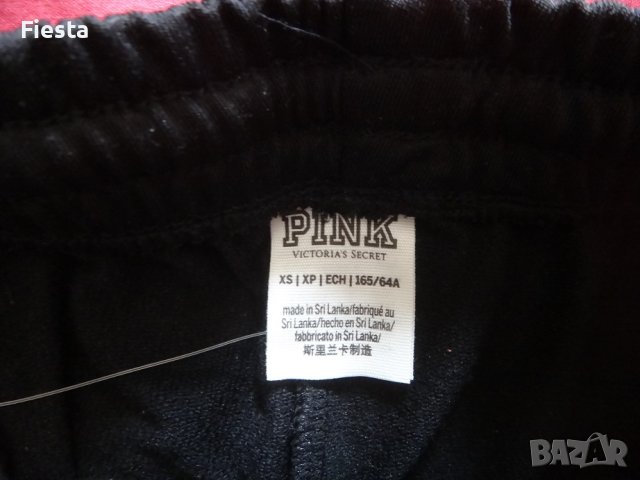 Fiesta
PINK
VICTORIA'S SECRET
XS | XP | ECH | 165/64A
made in Sri Lanka/fabriqué au
Sri Lanka/hecho en Sri Lanka/
fabbricato in Sri Lanka/
斯里兰卡制造
BAZAR